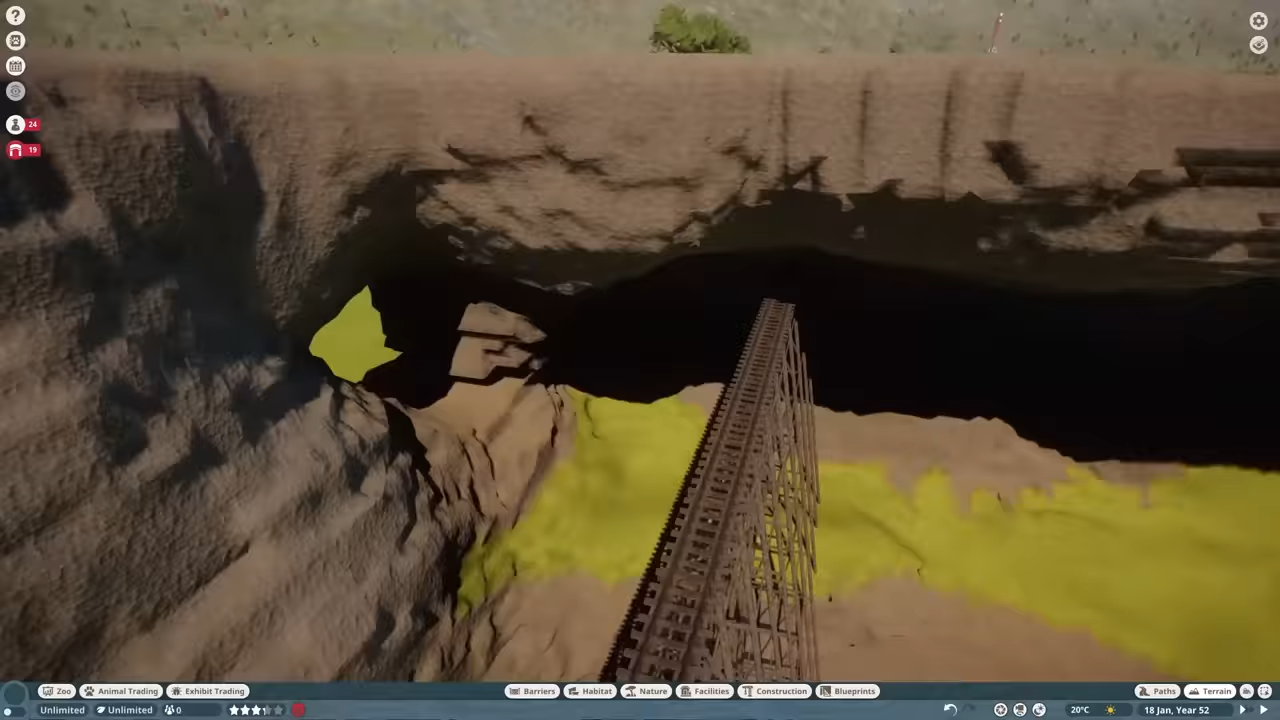 ?
24
19
Zoo
Animal Trading
Exhibit Trading
Barriers
Habitat
Nature
Facilities
Construction
Blueprints
Paths
Terrain
Unlimited
Unlimited
0
20°C
18 Jan, Year 52